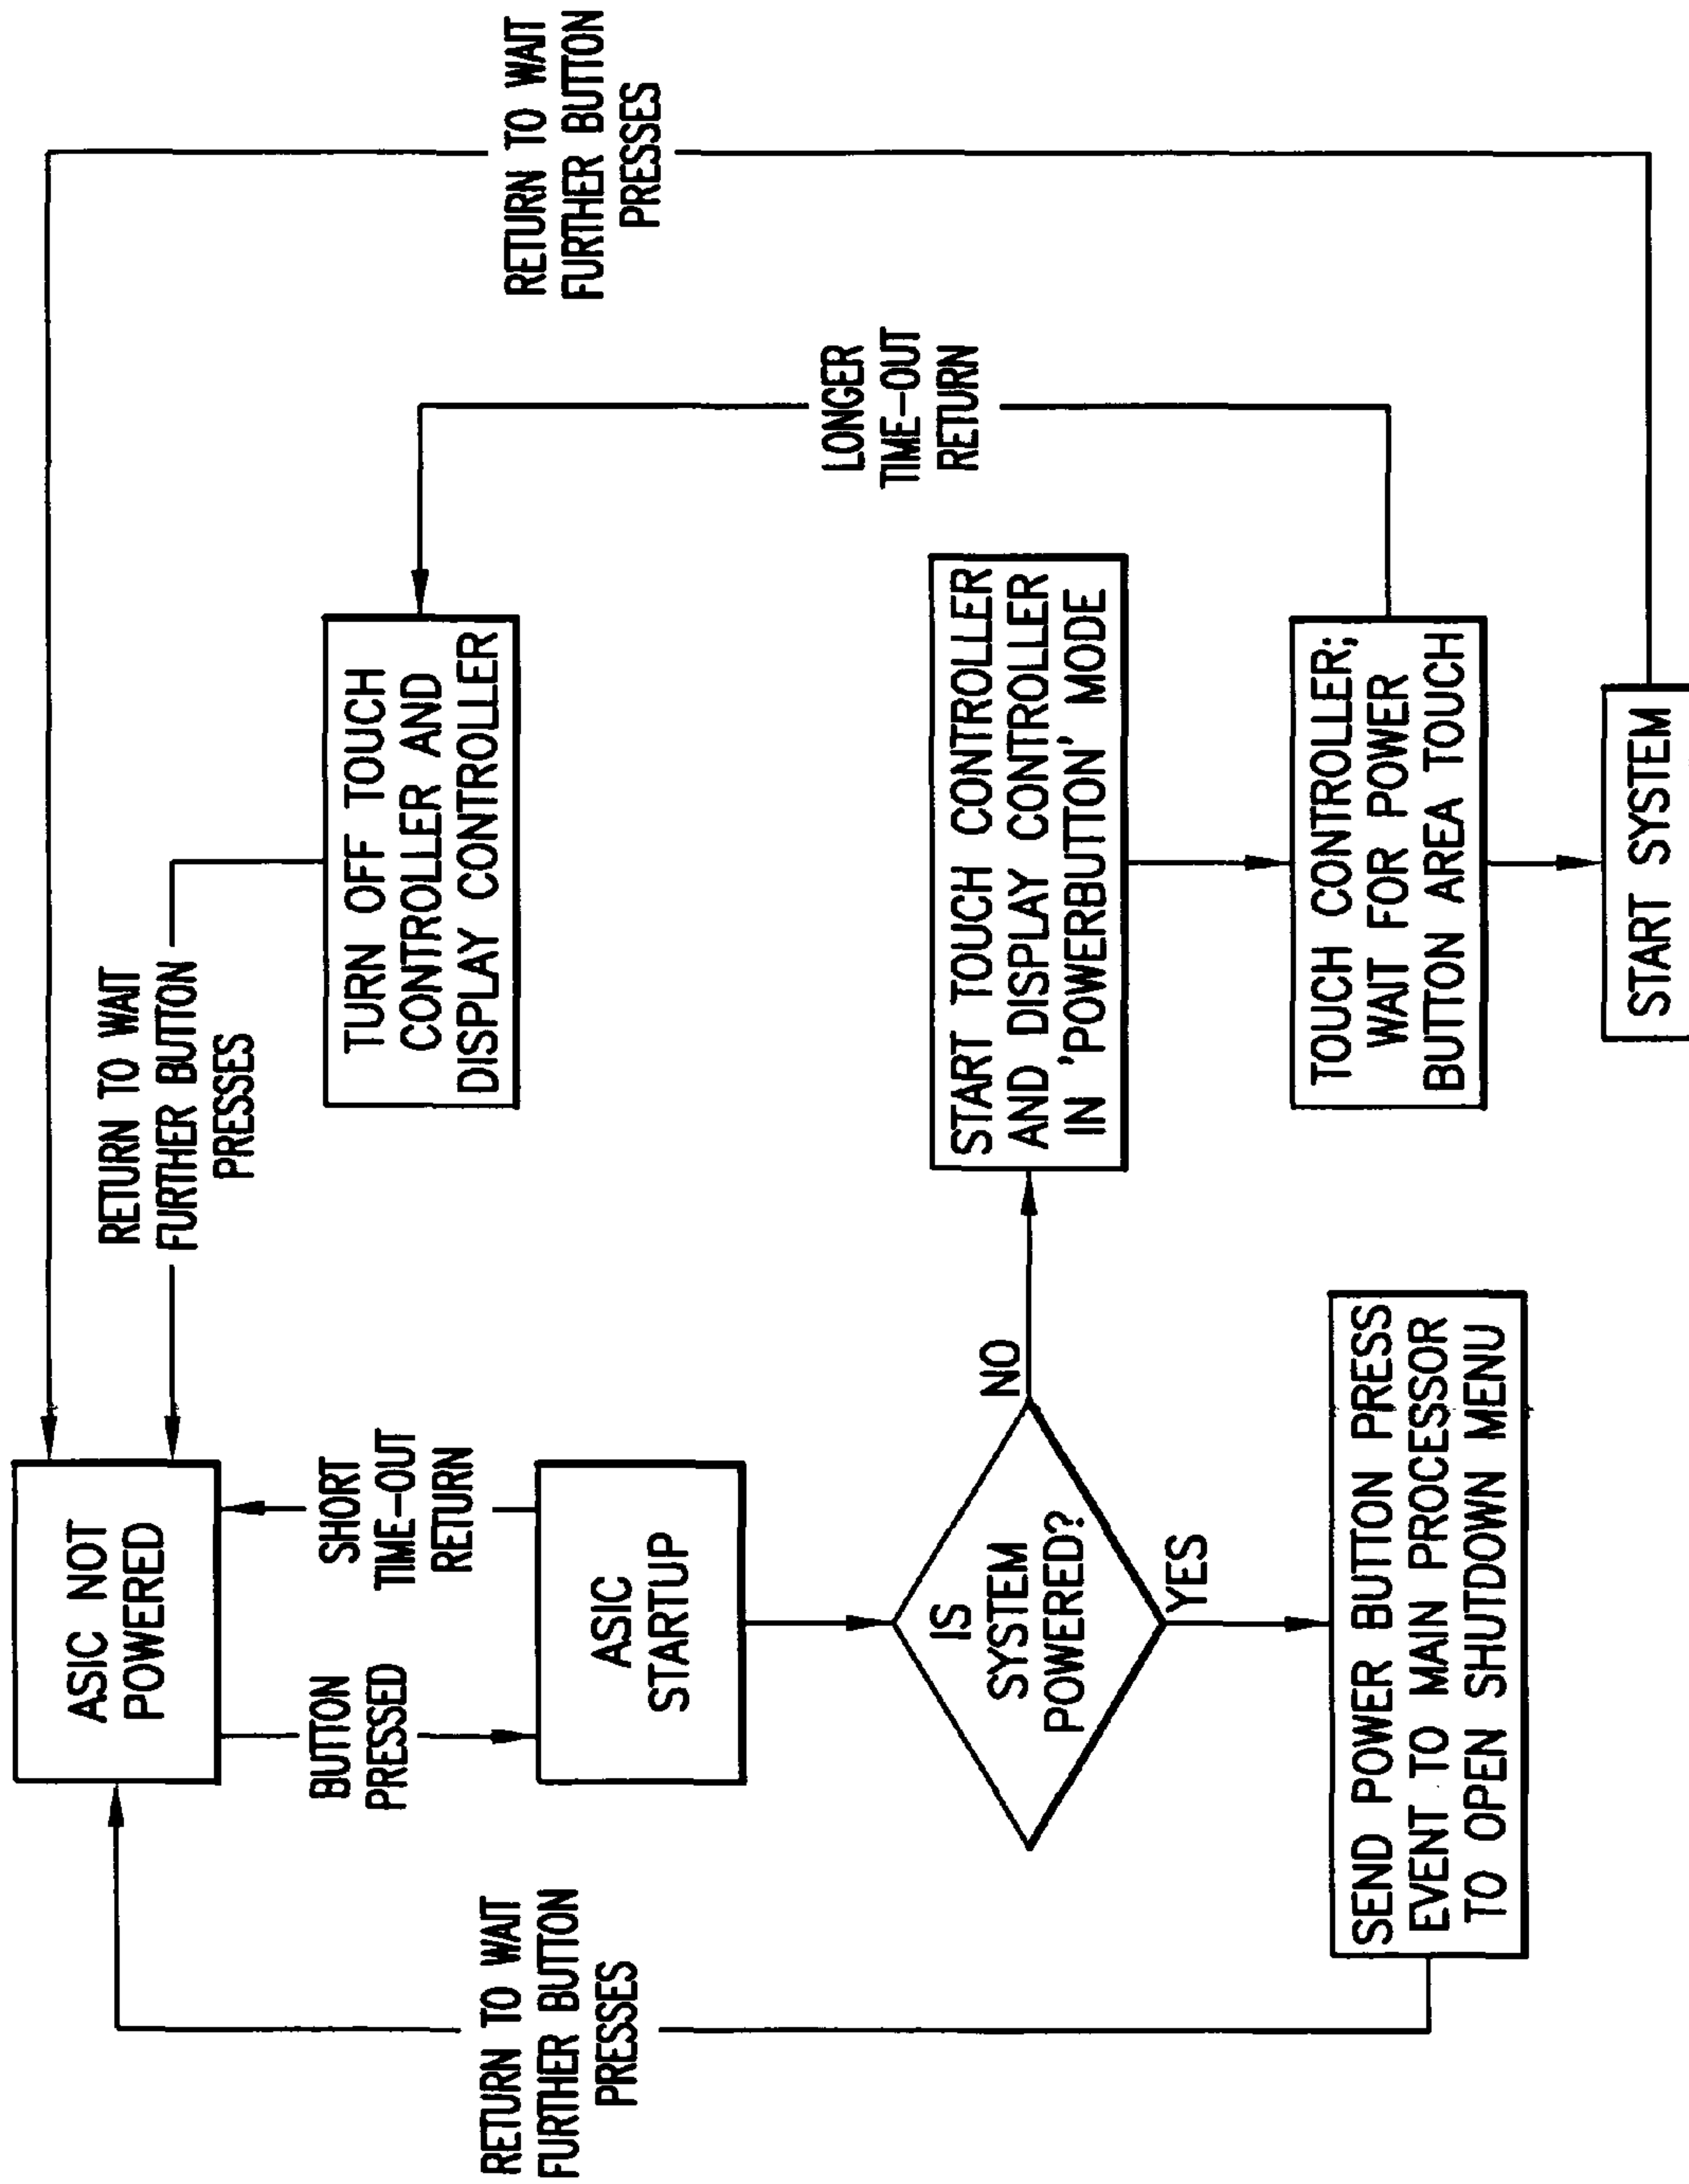 ASIC NOT
POWERED
BUTTON
PRESSED
SHORT
TIME-OUT
RETURN
ASIC
STARTUP
IS
SYSTEM
POWERED?
YES
NO
SEND POWER BUTTON PRESS
EVENT TO MAIN PROCESSOR
TO OPEN SHUTDOWN MENU
RETURN TO WAIT
FURTHER BUTTON
PRESSES
START TOUCH CONTROLLER
AND DISPLAY CONTROLLER
IN 'POWERBUTTON' MODE
TOUCH CONTROLLER;
WAIT FOR POWER
BUTTON AREA TOUCH
START SYSTEM
LONGER
TIME-OUT
RETURN
TURN OFF TOUCH
CONTROLLER AND
DISPLAY CONTROLLER
RETURN TO WAIT
FURTHER BUTTON
PRESSES
RETURN TO WAIT
FURTHER BUTTON
PRESSES